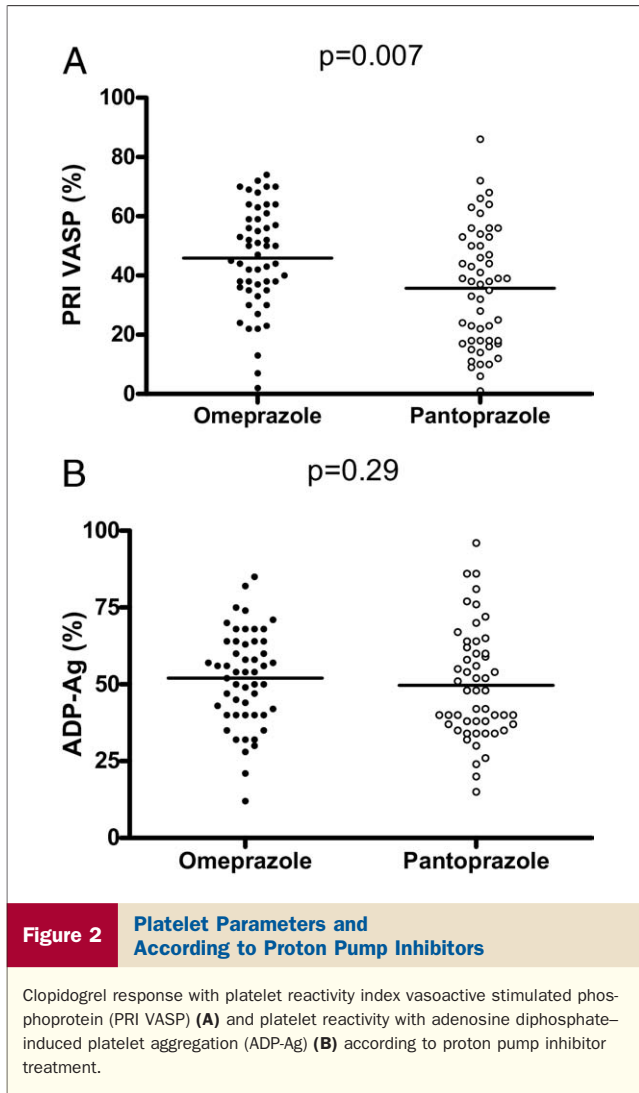 A
p=0.007
PRI VASP (%)
100
80
60
40
20
0
Omeprazole Pantoprazole
B
p=0.29
ADP-Ag (%)
100
75
50
25
0
Omeprazole Pantoprazole
Figure 2
Platelet Parameters and
According to Proton Pump Inhibitors
Clopidogrel response with platelet reactivity index vasoactive stimulated phos-
phoprotein (PRI VASP) (A) and platelet reactivity with adenosine diphosphate–
induced platelet aggregation (ADP-Ag) (B) according to proton pump inhibitor
treatment.